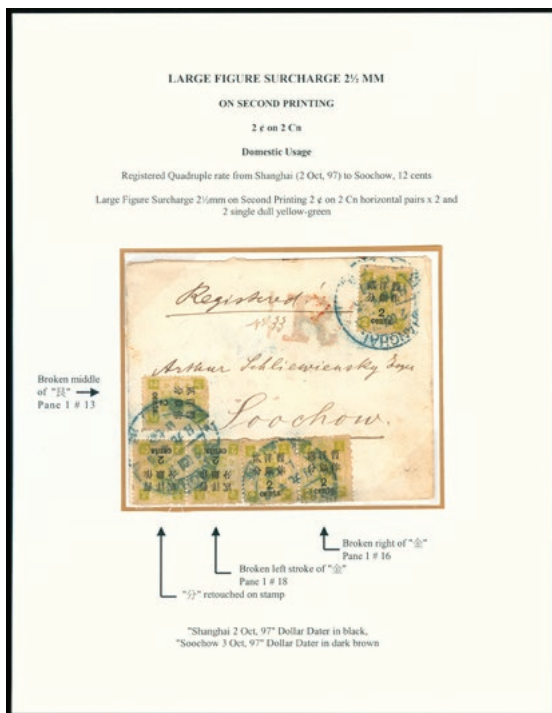 LARGE FIGURE SURCHARGE 2½ MM
ON SECOND PRINTING
2 ¢ on 2 Cn
Domestic Usage
Registered Quadruple rate from Shanghai (2 Oct, 97) to Soochow, 12 cents
Large Figure Surcharge 2½mm on Second Printing 2 ¢ on 2 Cn horizontal pairs x 2 and
2 single dull yellow-green
Registered
No 33
R
Arthur Schliewiensky Esqre
Soochow.
Broken middle
of "銀"
Pane 1 # 13
Broken right of "金"
Pane 1 # 16
Broken left stroke of "金"
Pane 1 # 18
"分" retouched on stamp
"Shanghai 2 Oct, 97" Dollar Dater in black,
"Soochow 3 Oct, 97" Dollar Dater in dark brown